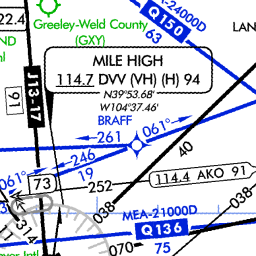 22.4
Greeley-Weld County
(GXY)
Q150
63
24000D
LAN
ND
MILE HIGH
114.7 DVV (VH) (H) 94
N39°53.68'
W104°37.46'
J13-17
91
BRAFF
261
061°
246
19
061°
73
252
40
114.4 AKO 91
038
038
MEA-21000D
Q136
314
070
75